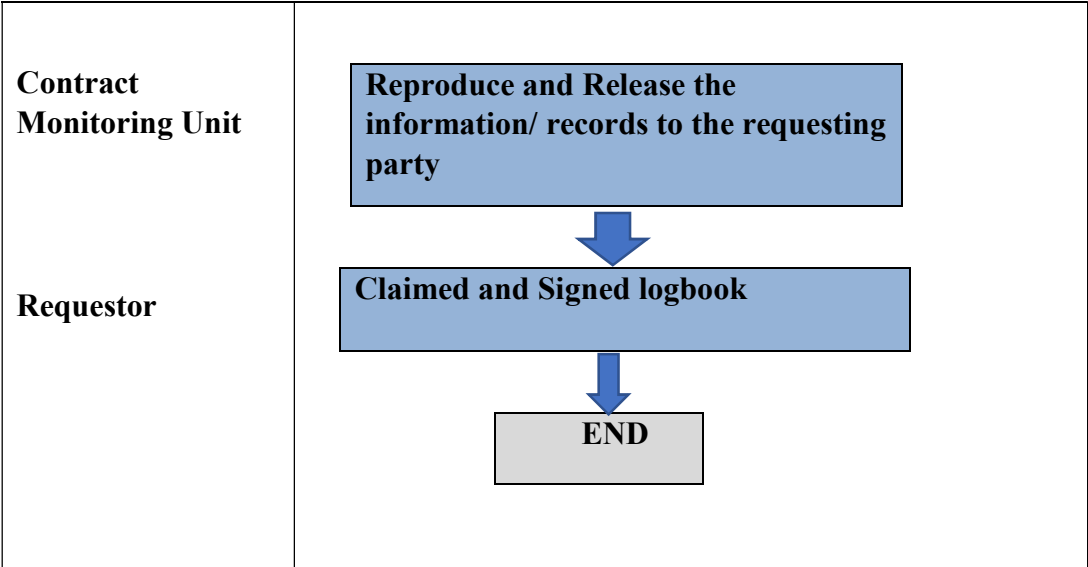 Contract
Monitoring Unit
Reproduce and Release the
information/ records to the requesting
party
Requestor
Claimed and Signed logbook
END